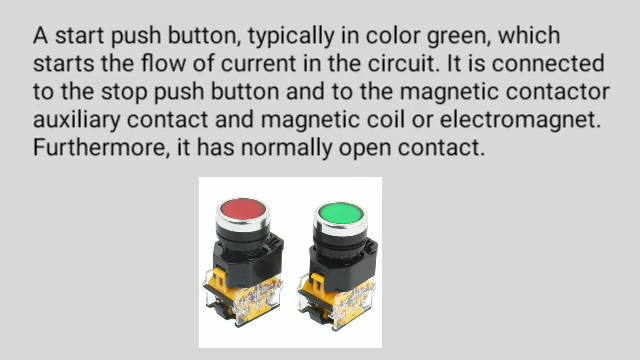 A start push button, typically in color green, which
starts the flow of current in the circuit. It is connected
to the stop push button and to the magnetic contactor
auxiliary contact and magnetic coil or electromagnet.
Furthermore, it has normally open contact.